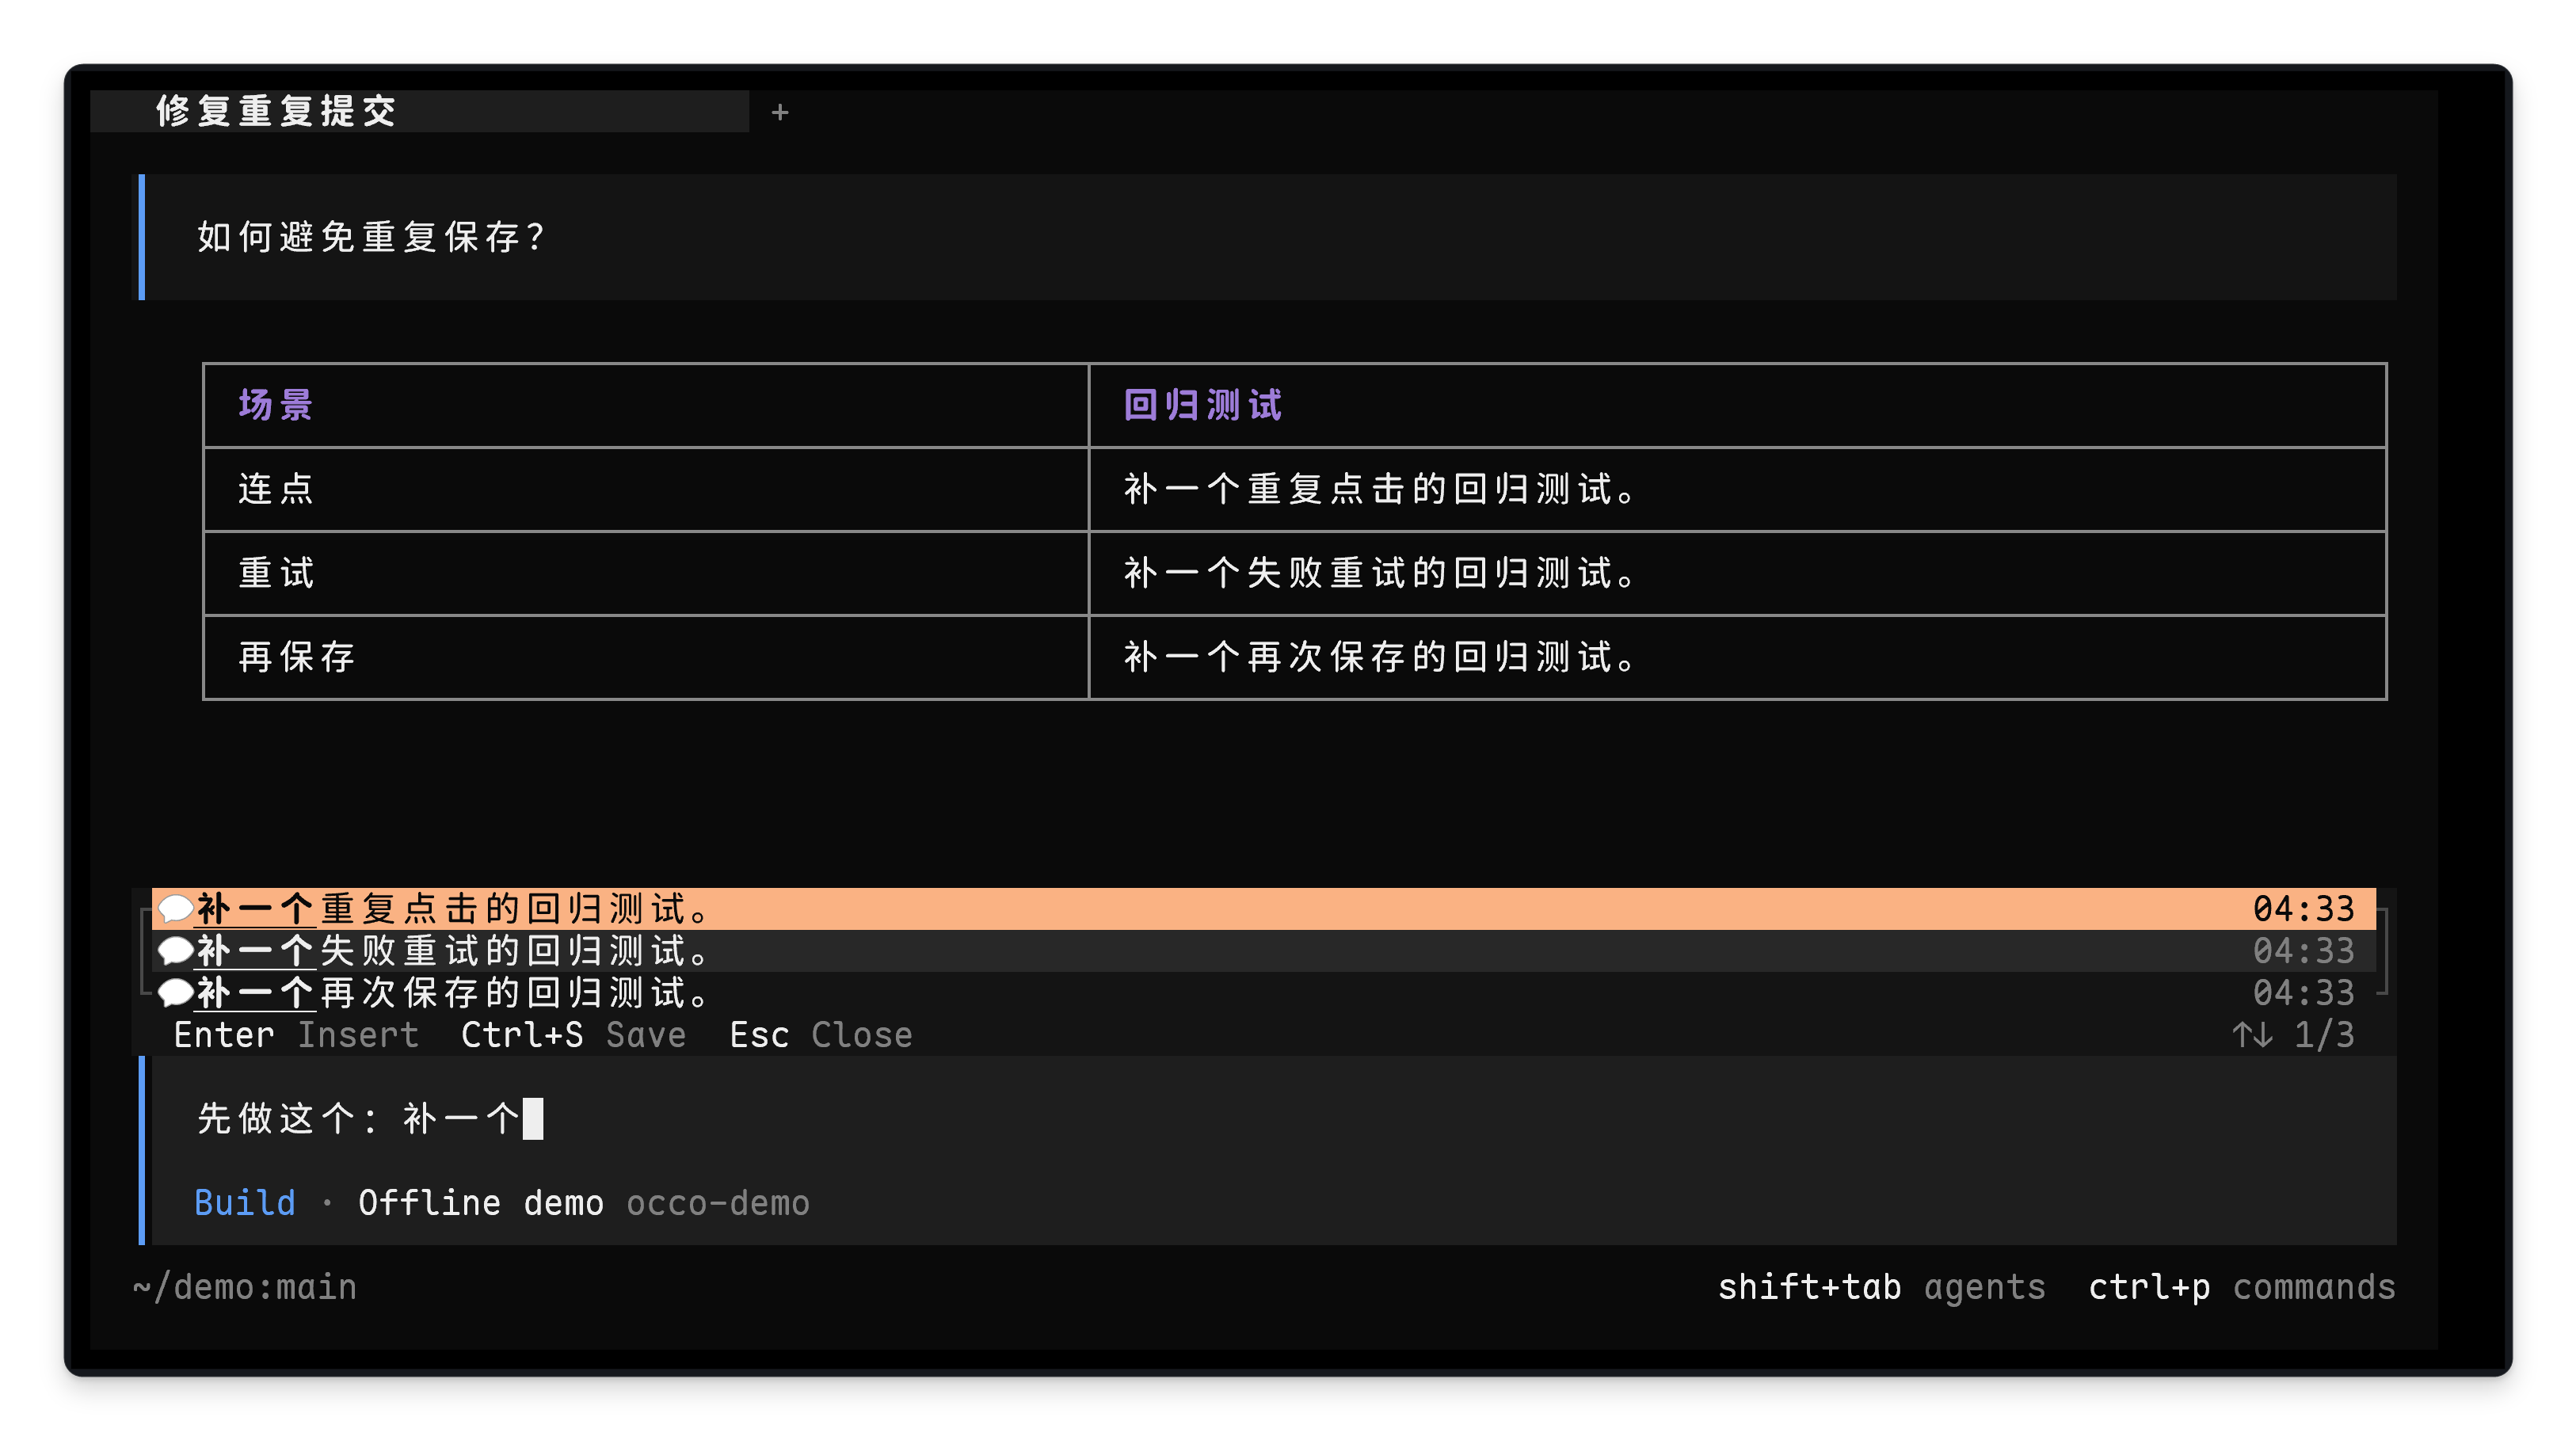 修复重复提交 +
如何避免重复保存?
场景 回归测试
连点 补一个重复点击的回归测试。
重试 补一个失败重试的回归测试。
再保存 补一个再次保存的回归测试。
补一个重复点击的回归测试。 04:33
补一个失败重试的回归测试。 04:33
补一个再次保存的回归测试。 04:33
Enter Insert Ctrl+S Save Esc Close ↑↓ 1/3
先做这个: 补一个
Build · Offline demo occo-demo
~/demo:main shift+tab agents ctrl+p commands